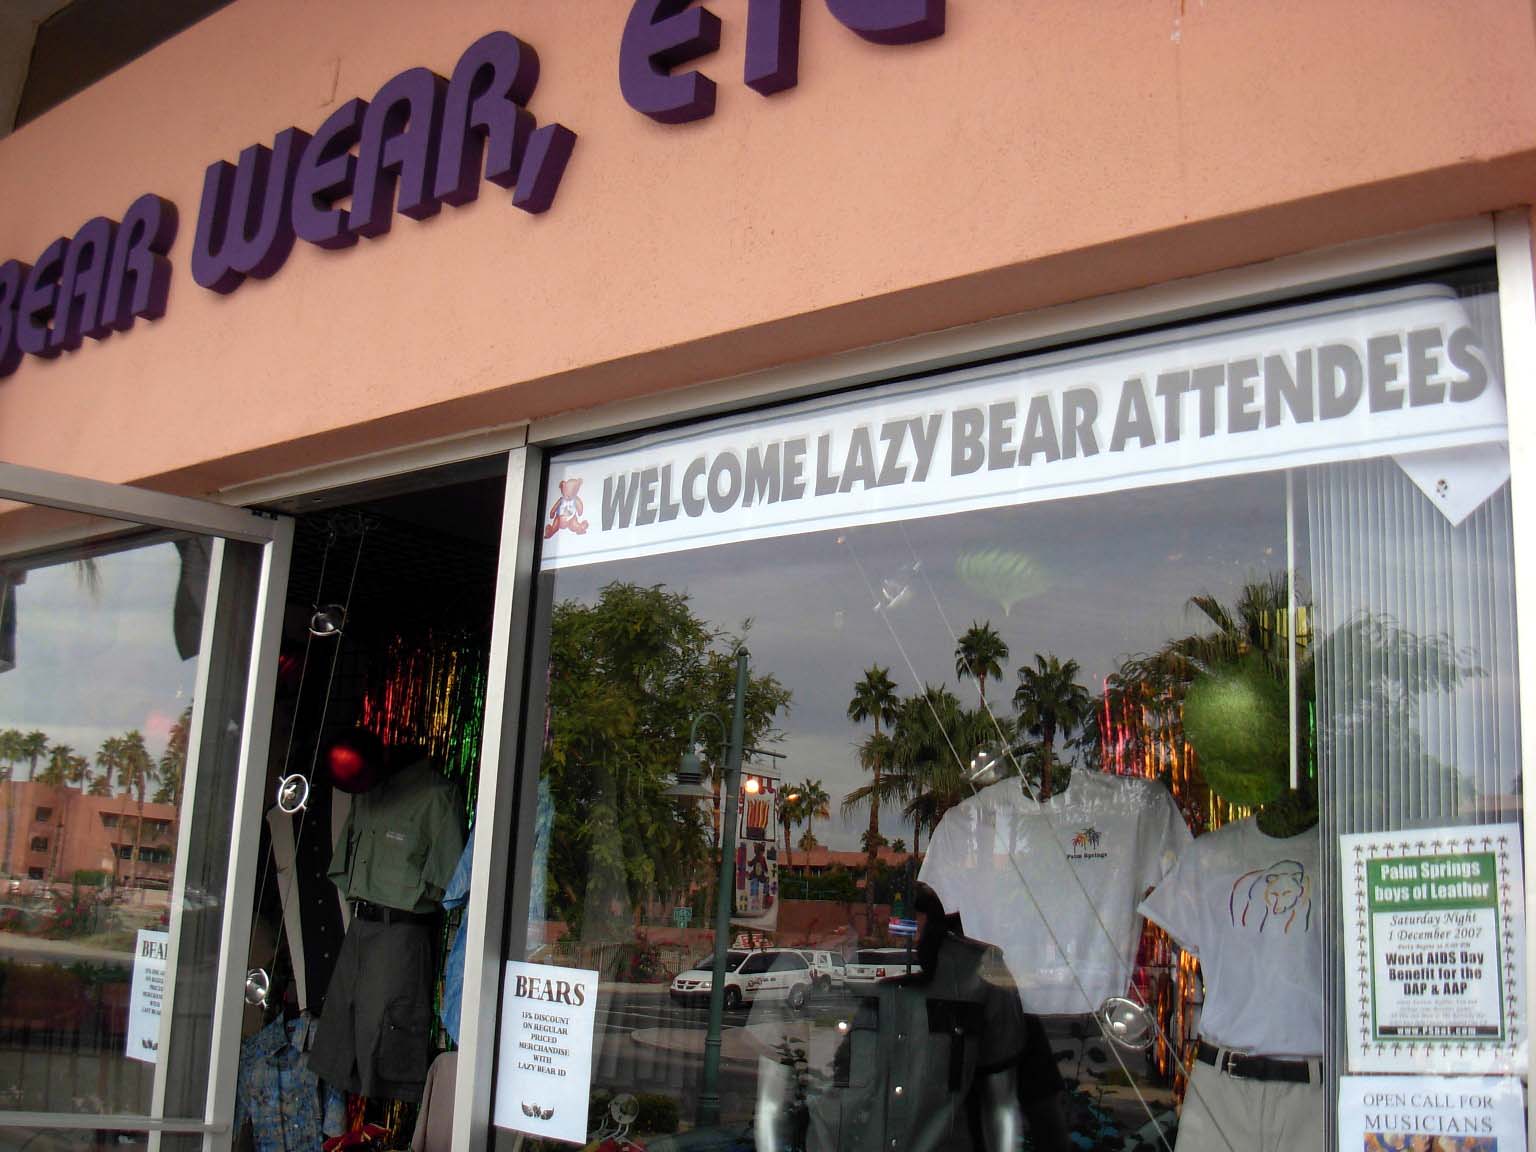 BEAR WEAR, ETC
WELCOME LAZY BEAR ATTENDEES
Palm Springs
BEARS
15% DISCOUNT
ON REGULAR
PRICED
MERCHANDISE
WITH
LAZY BEAR ID
BEAR
Palm Springs
boys of Leather
Saturday Night
1 December 2007
World AIDS Day
Benefit for the
DAP & AAP
OPEN CALL FOR
MUSICIANS